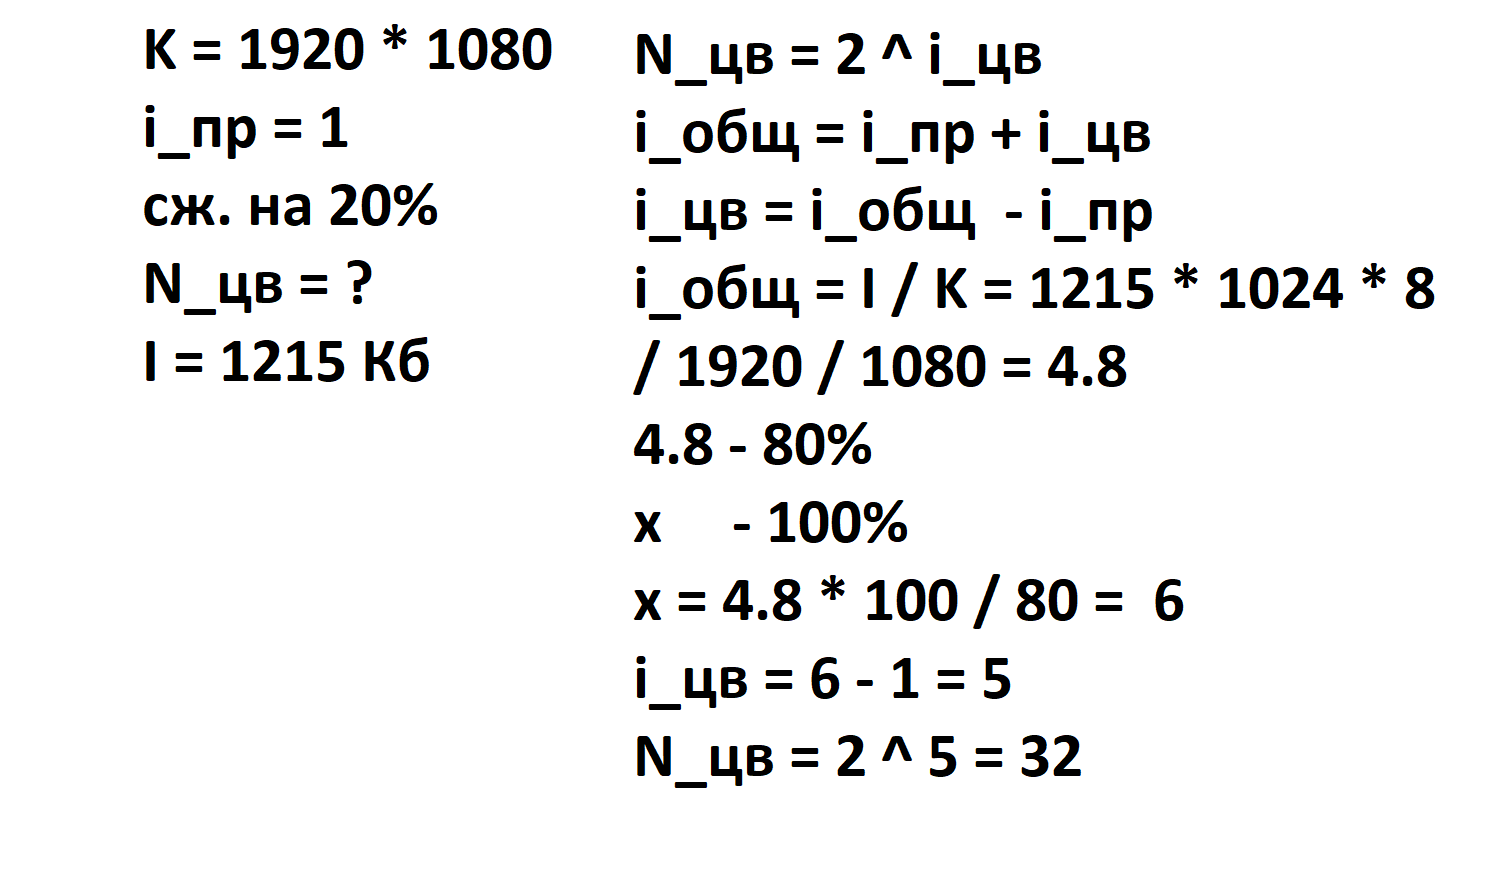 K = 1920 * 1080
i_пр = 1
сж. на 20%
N_цв = ?
I = 1215 Кб
N_цв = 2 ^ i_цв
i_общ = i_пр + i_цв
i_цв = i_общ  - i_пр
i_общ = I / K = 1215 * 1024 * 8
/ 1920 / 1080 = 4.8
4.8 - 80%
x     - 100%
x = 4.8 * 100 / 80 =  6
i_цв = 6 - 1 = 5
N_цв = 2 ^ 5 = 32